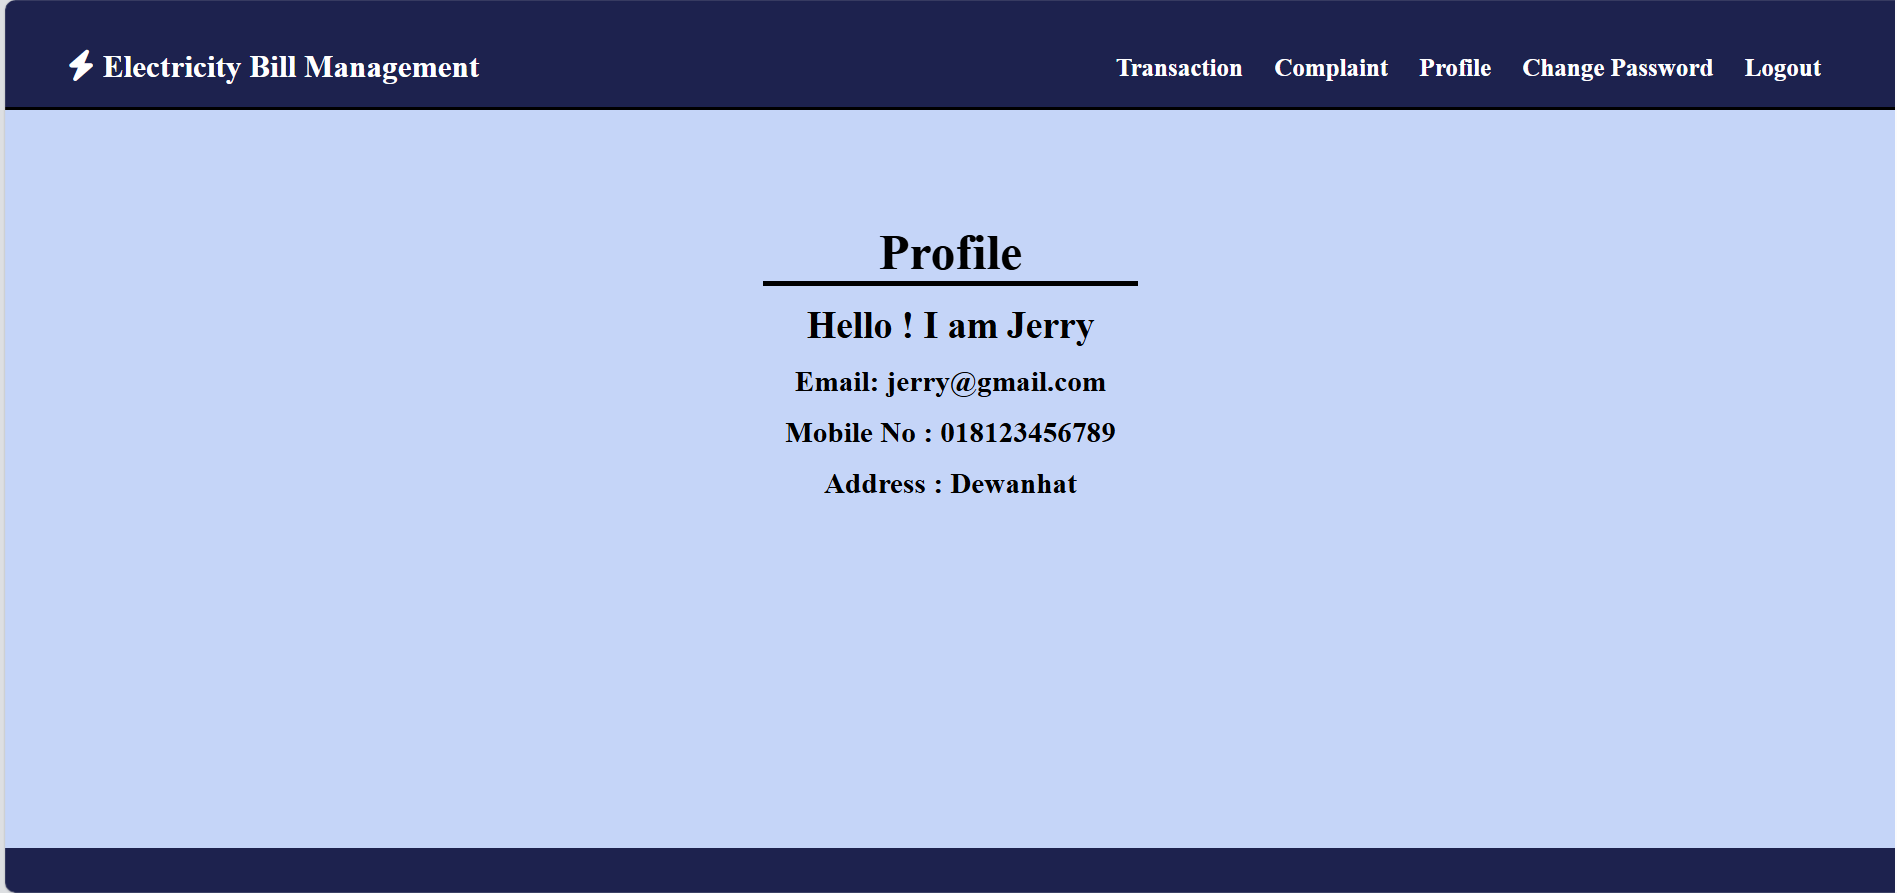 Electricity Bill Management
Transaction Complaint Profile Change Password Logout
Profile
Hello ! I am Jerry
Email: jerry@gmail.com
Mobile No : 018123456789
Address : Dewanhat